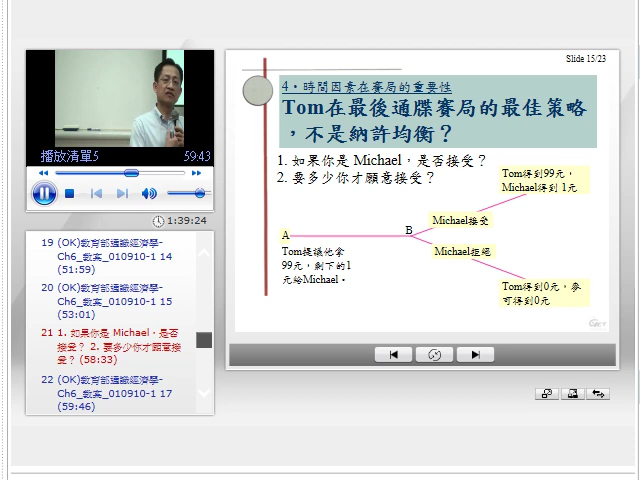 播放清單5
59:43
1:39:24
19 (OK)教育部通識經濟學-
Ch6_教案_010910-1 14
(51:59)
20 (OK)教育部通識經濟學-
Ch6_教案_010910-1 15
(53:01)
21 1. 如果你是 Michael，是否
接受？ 2. 要多少你才願意接
受？ (58:33)
22 (OK)教育部通識經濟學-
Ch6_教案_010910-1 17
(59:46)
Slide 15/23
4‧時間因素在賽局的重要性
Tom在最後通牒賽局的最佳策略
，不是納許均衡？
1. 如果你是 Michael，是否接受？
2. 要多少你才願意接受？
Tom得到99元，
Michael得到 1元
Michael接受
A
B
Michael拒絕
Tom提議他拿
99元，剩下的1
元給Michael。
Tom得到0元，麥
可得到0元